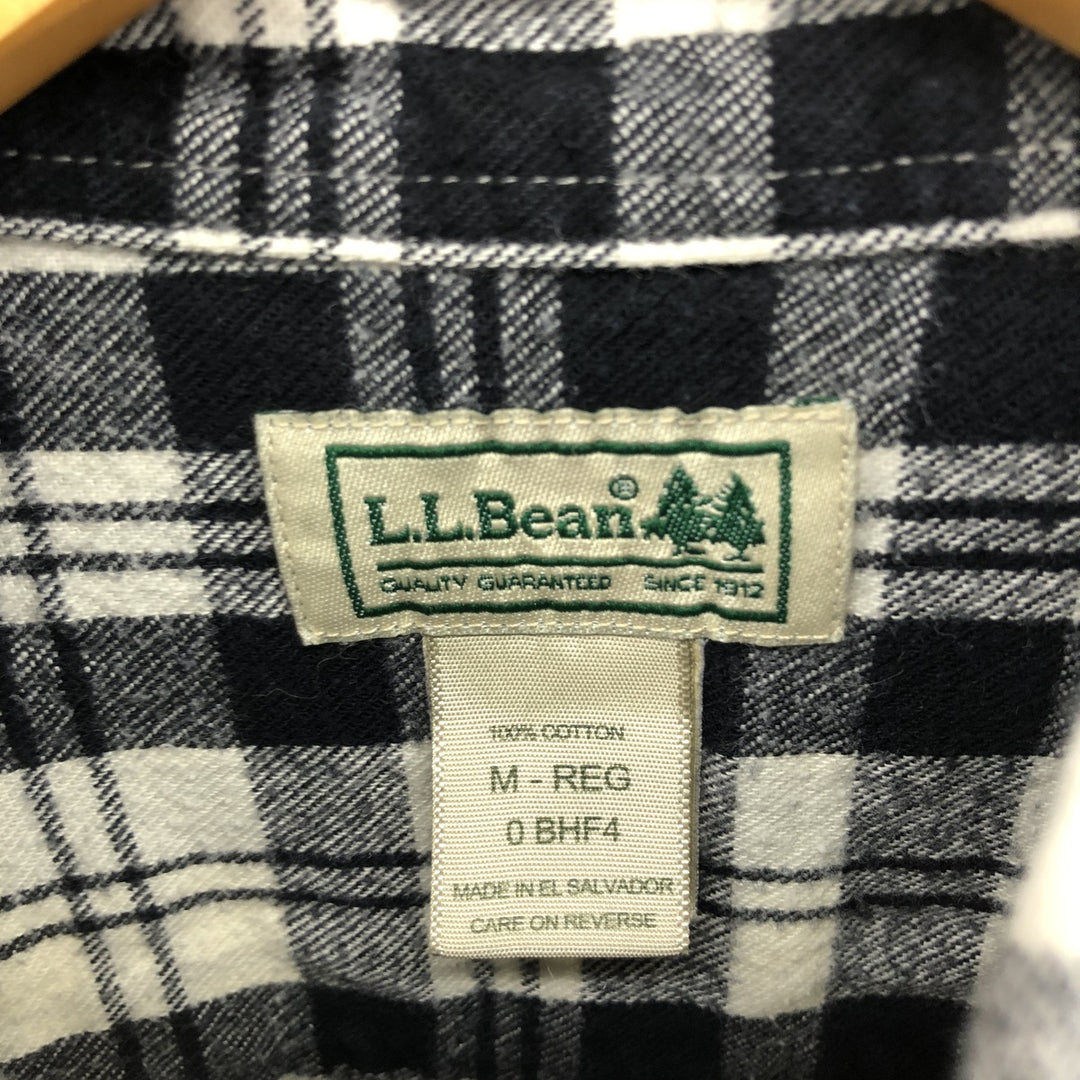 L.L.Bean®
QUALITY GUARANTEED SINCE 1912
100% COTTON
M - REG
0 BHF4
MADE IN EL SALVADOR
CARE ON REVERSE